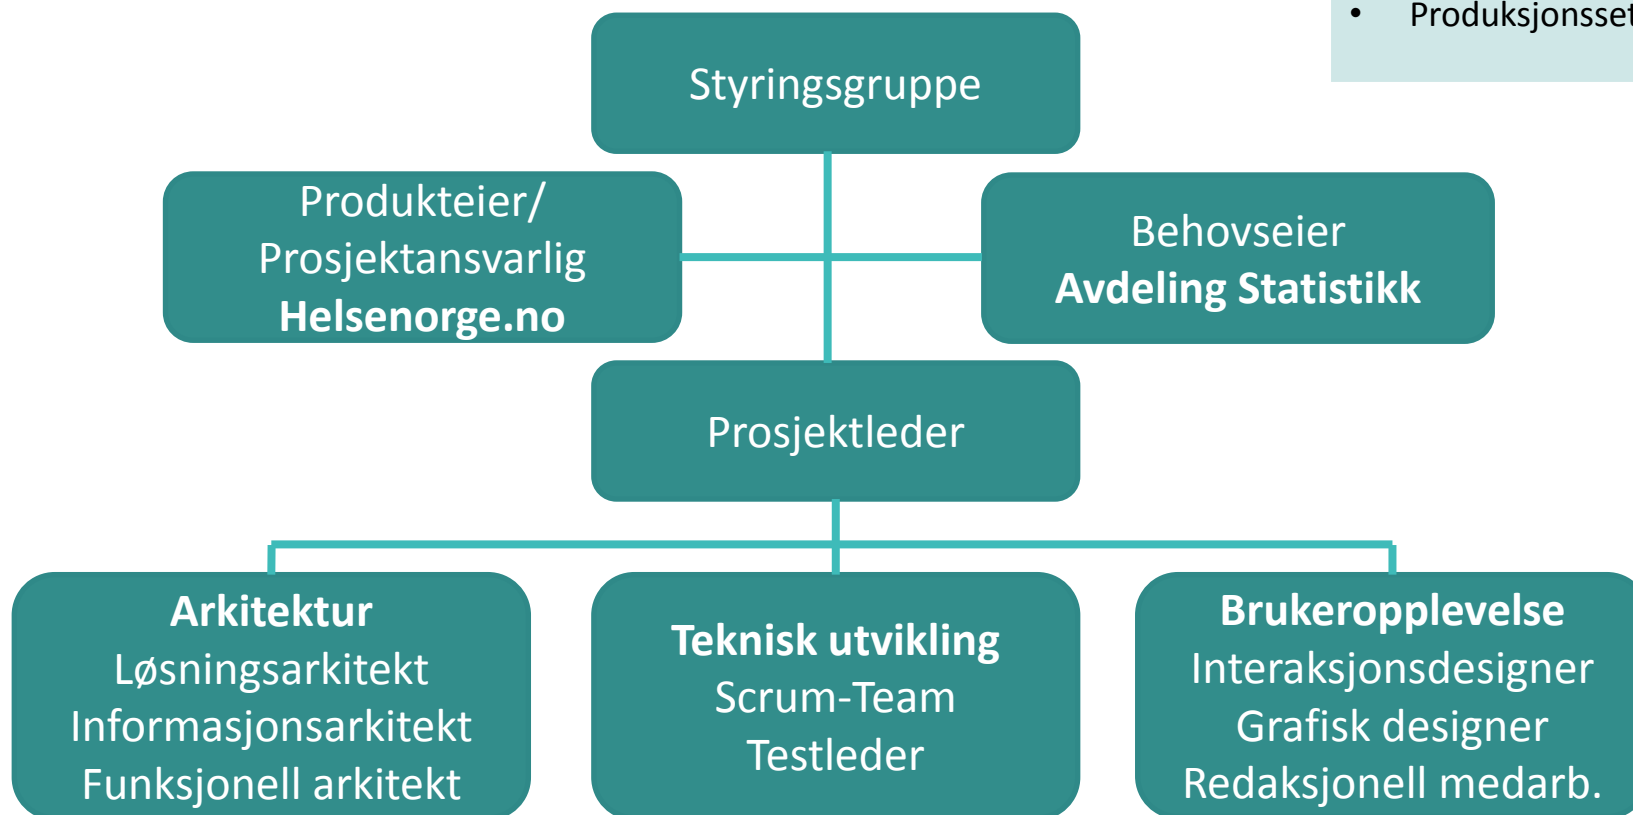 • Produksjonsset
Styringsgruppe
Produkteier/
Prosjektansvarlig
Helsenorge.no
Behovseier
Avdeling Statistikk
Prosjektleder
Arkitektur
Løsningsarkitekt
Informasjonsarkitekt
Funksjonell arkitekt
Teknisk utvikling
Scrum-Team
Testleder
Brukeropplevelse
Interaksjonsdesigner
Grafisk designer
Redaksjonell medarb.